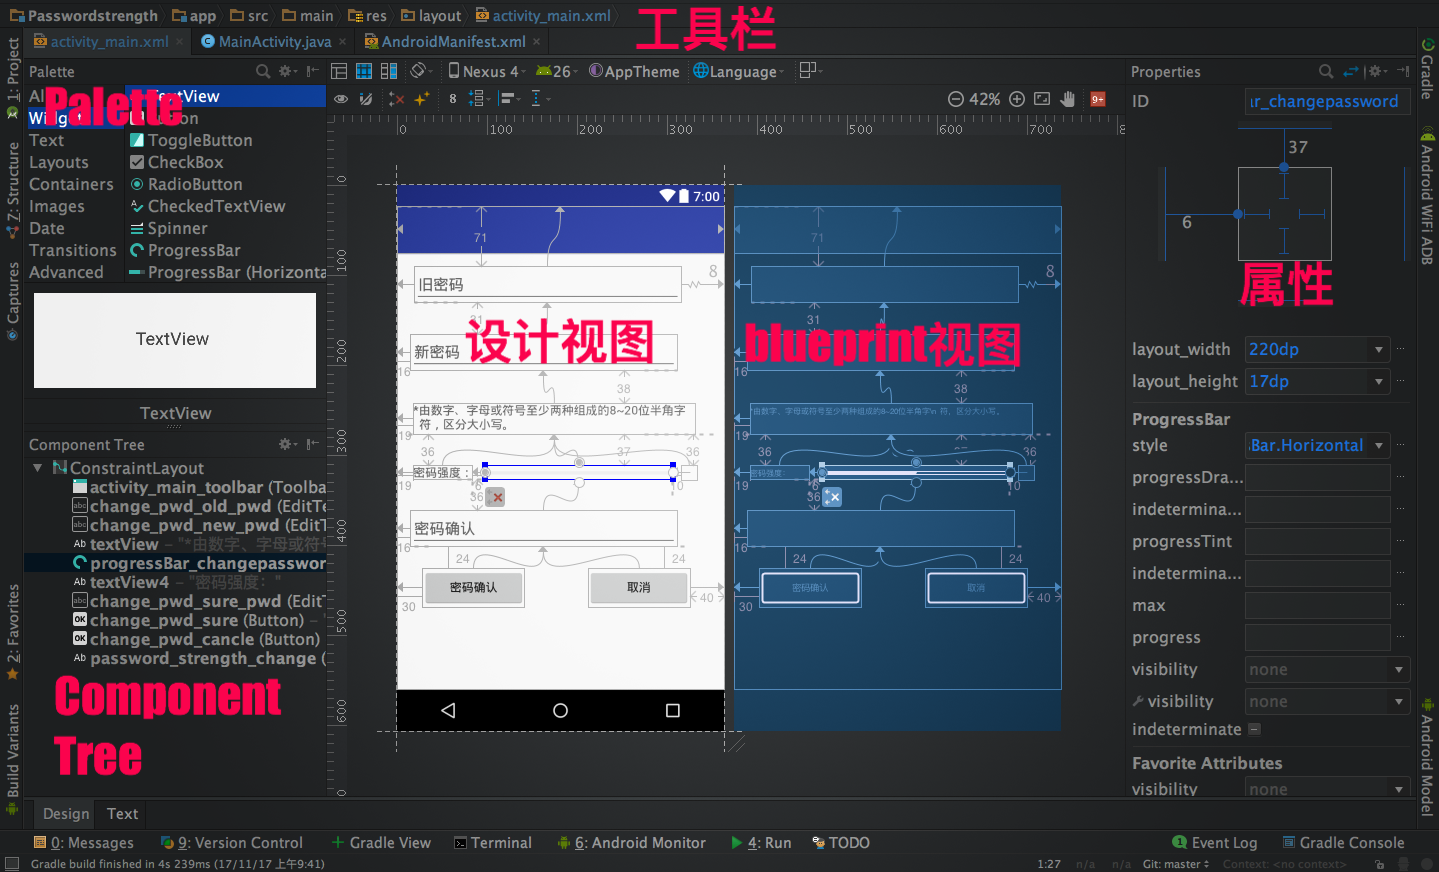 Passwordstrength app src main res layout activity_main.xml
工具栏
activity_main.xml MainActivity.java AndroidManifest.xml
Palette
Nexus 4 26 AppTheme Language
Properties
42% 9+
ID r_changepassword
Palette
TextView
Text
Layouts
Containers
Images
Date
Transitions
Advanced
ToggleButton
CheckBox
RadioButton
CheckedTextView
Spinner
ProgressBar
ProgressBar (Horizonta
TextView
TextView
Component Tree
ConstraintLayout
activity_main_toolbar (Toolba
change_pwd_old_pwd (EditTe
change_pwd_new_pwd (EditT
textView – "*由数字、字母或符号
progressBar_changepasswor
textView4 – "密码强度："
change_pwd_sure_pwd (EditT
change_pwd_sure (Button) –
change_pwd_cancle (Button)
password_strength_change (
Component
Tree
0 100 200 300 400 500 600 700 8
0
100
200
300
400
500
600
0
7:00
71
旧密码
8
31
设计视图
新密码
16
38
*由数字、字母或符号至少两种组成的8~20位半角字
符，区分大小写。
19
36 37 36
密码强度：
19
36
密码确认
16
24 24
密码确认 取消
30 40
71
8
31
blueprint视图
16
38
*由数字、字母或符号至少两种组成的8~20位半角字\n 符，区分大小写。
19
36 37 36
密码强度：
19
36
16
24 24
密码确认 取消
30 40
37
6
属性
layout_width 220dp
layout_height 17dp
ProgressBar
style Bar.Horizontal
progressDra...
indetermina...
progressTint
indetermina...
max
progress
visibility none
visibility none
indeterminate
Favorite Attributes
visibility none
1: Project
7: Structure
Captures
2: Favorites
Build Variants
Gradle
Android WiFi ADB
Android Model
Design Text
0: Messages 9: Version Control Gradle View Terminal 6: Android Monitor 4: Run TODO 1 Event Log Gradle Console
Gradle build finished in 4s 239ms (17/11/17 上午9:41) 1:27 n/a n/a Git: master Context: <no context>